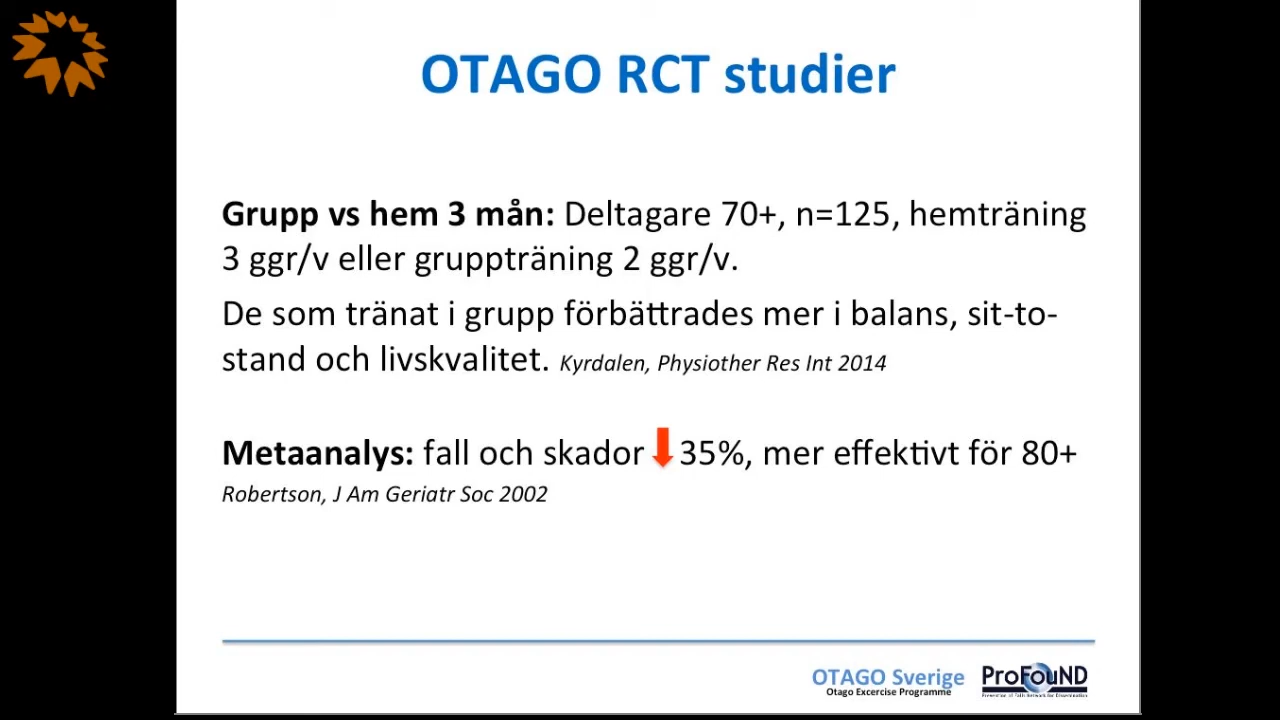 OTAGO RCT studier
Grupp vs hem 3 mån: Deltagare 70+, n=125, hemträning
3 ggr/v eller gruppträning 2 ggr/v.
De som tränat i grupp förbättrades mer i balans, sit-to-
stand och livskvalitet. Kyrdalen, Physiother Res Int 2014
Metaanalys: fall och skador 35%, mer effektivt för 80+
Robertson, J Am Geriatr Soc 2002
OTAGO Sverige
Otago Excercise Programme
ProFouND